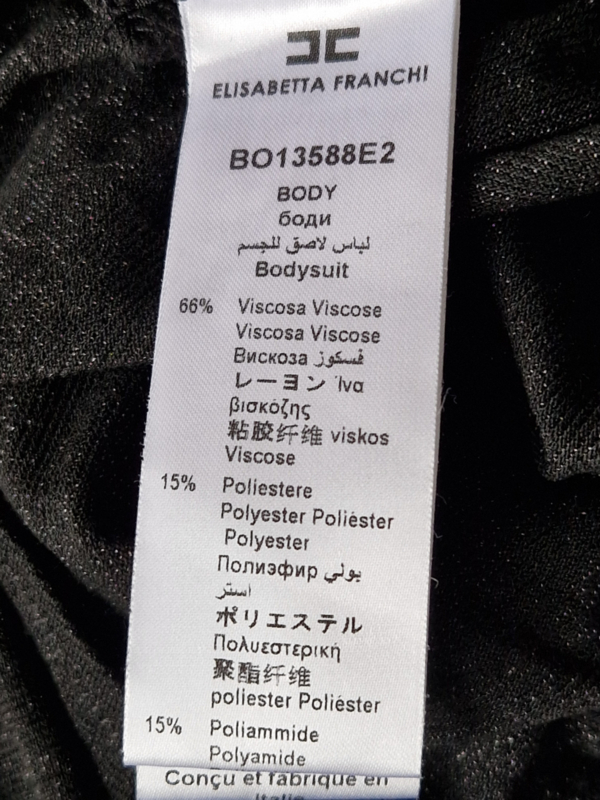 ELISABETTA FRANCHI
BO13588E2
BODY
боди
لباس لاصق للجسم
Bodysuit
66% Viscosa Viscose
Viscosa Viscose
Вискоза فسكوز
レーヨン Ίνα
βισκόζης
粘胶纤维 viskos
Viscose
15% Poliestere
Polyester Poliéster
Polyester
Полиэфир بولي
استر
ポリエステル
Πολυεστερική
聚酯纤维
poliester Poliéster
15% Poliammide
Polyamide
Conçu et fabriqué en
Italie